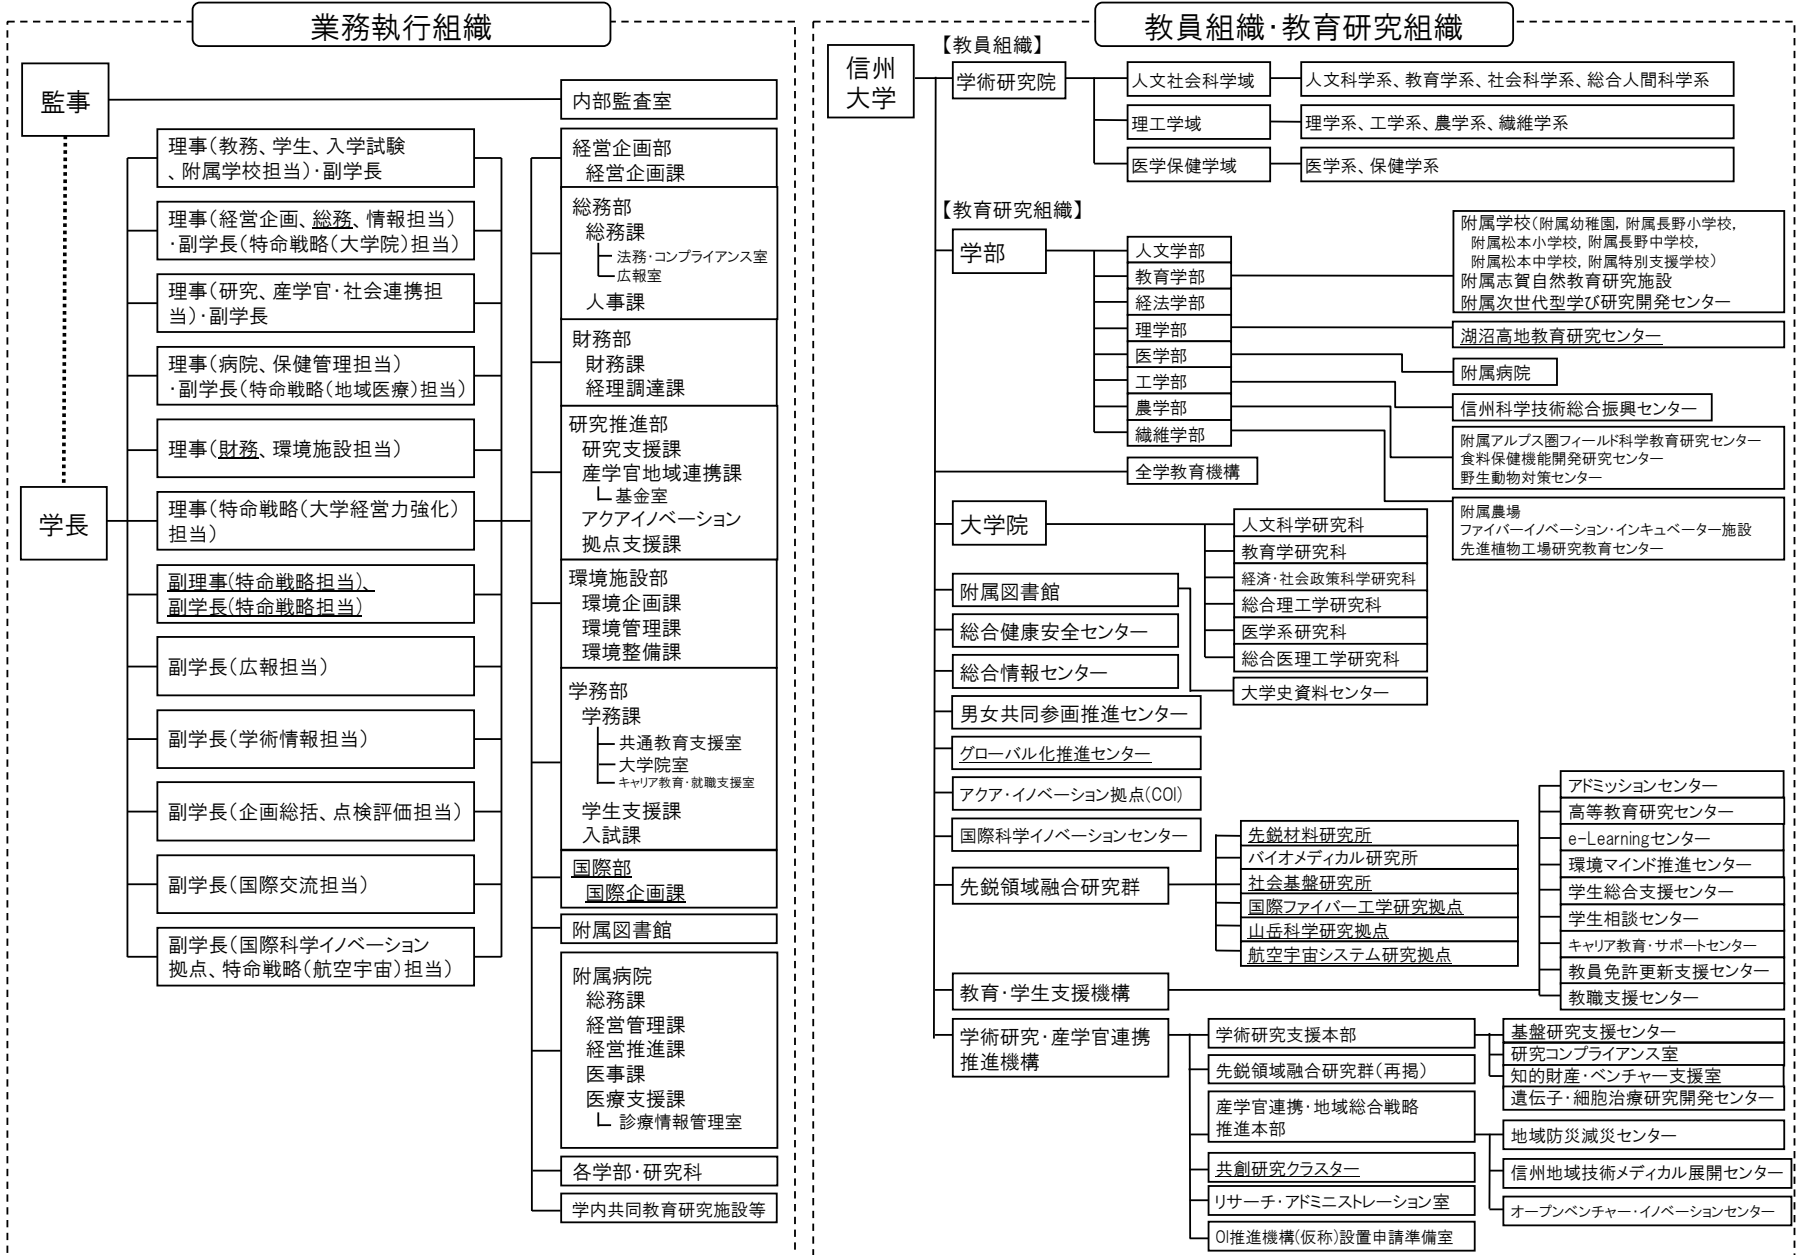 業務執行組織
監事
内部監査室
理事(教務、学生、入学試験
、附属学校担当)・副学長
理事(経営企画、総務、情報担当)
・副学長(特命戦略(大学院)担当)
理事(研究、産学官・社会連携担
当)・副学長
理事(病院、保健管理担当)
・副学長(特命戦略(地域医療)担当)
理事(財務、環境施設担当)
学長
理事(特命戦略(大学経営力強化)
担当)
副理事(特命戦略担当)、
副学長(特命戦略担当)
副学長(広報担当)
副学長(学術情報担当)
副学長(企画総括、点検評価担当)
副学長(国際交流担当)
副学長(国際科学イノベーション
拠点、特命戦略(航空宇宙)担当)
経営企画部
経営企画課
総務部
総務課
法務・コンプライアンス室
広報室
人事課
財務部
財務課
経理調達課
研究推進部
研究支援課
産学官地域連携課
基金室
アクアイノベーション
拠点支援課
環境施設部
環境企画課
環境管理課
環境整備課
学務部
学務課
共通教育支援室
大学院室
キャリア教育・就職支援室
学生支援課
入試課
国際部
国際企画課
附属図書館
附属病院
総務課
経営管理課
経営推進課
医事課
医療支援課
診療情報管理室
各学部・研究科
学内共同教育研究施設等
教員組織・教育研究組織
信州
大学
【教員組織】
学術研究院
人文社会科学域
人文科学系、教育学系、社会科学系、総合人間科学系
理工学域
理学系、工学系、農学系、繊維学系
医学保健学域
医学系、保健学系
【教育研究組織】
学部
人文学部
教育学部
経法学部
理学部
医学部
工学部
農学部
繊維学部
附属学校(附属幼稚園, 附属長野小学校,
附属松本小学校, 附属長野中学校,
附属松本中学校, 附属特別支援学校)
附属志賀自然教育研究施設
附属次世代型学び研究開発センター
湖沼高地教育研究センター
附属病院
信州科学技術総合振興センター
附属アルプス圏フィールド科学教育研究センター
食料保健機能開発研究センター
野生動物対策センター
附属農場
ファイバーイノベーション・インキュベーター施設
先進植物工場研究教育センター
全学教育機構
大学院
人文科学研究科
教育学研究科
経済・社会政策科学研究科
総合理工学研究科
医学系研究科
総合医理工学研究科
附属図書館
大学史資料センター
総合健康安全センター
総合情報センター
男女共同参画推進センター
グローバル化推進センター
アクア・イノベーション拠点(COI)
国際科学イノベーションセンター
先鋭領域融合研究群
先鋭材料研究所
バイオメディカル研究所
社会基盤研究所
国際ファイバー工学研究拠点
山岳科学研究拠点
航空宇宙システム研究拠点
教育・学生支援機構
アドミッションセンター
高等教育研究センター
e-Learningセンター
環境マインド推進センター
学生総合支援センター
学生相談センター
キャリア教育・サポートセンター
教員免許更新支援センター
教職支援センター
学術研究・産学官連携
推進機構
学術研究支援本部
基盤研究支援センター
研究コンプライアンス室
知的財産・ベンチャー支援室
遺伝子・細胞治療研究開発センター
先鋭領域融合研究群(再掲)
産学官連携・地域総合戦略
推進本部
地域防災減災センター
信州地域技術メディカル展開センター
オープンベンチャー・イノベーションセンター
共創研究クラスター
リサーチ・アドミニストレーション室
OI推進機構(仮称)設置申請準備室